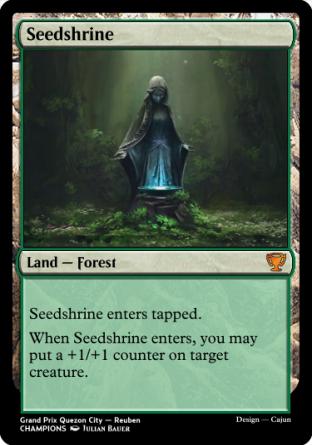 Seedshrine
Land — Forest
Seedshrine enters tapped.
When Seedshrine enters, you may
put a +1/+1 counter on target
creature.
Grand Prix Quezon City — Reuben
Design — Cajun
CHAMPIONS Julian Bauer